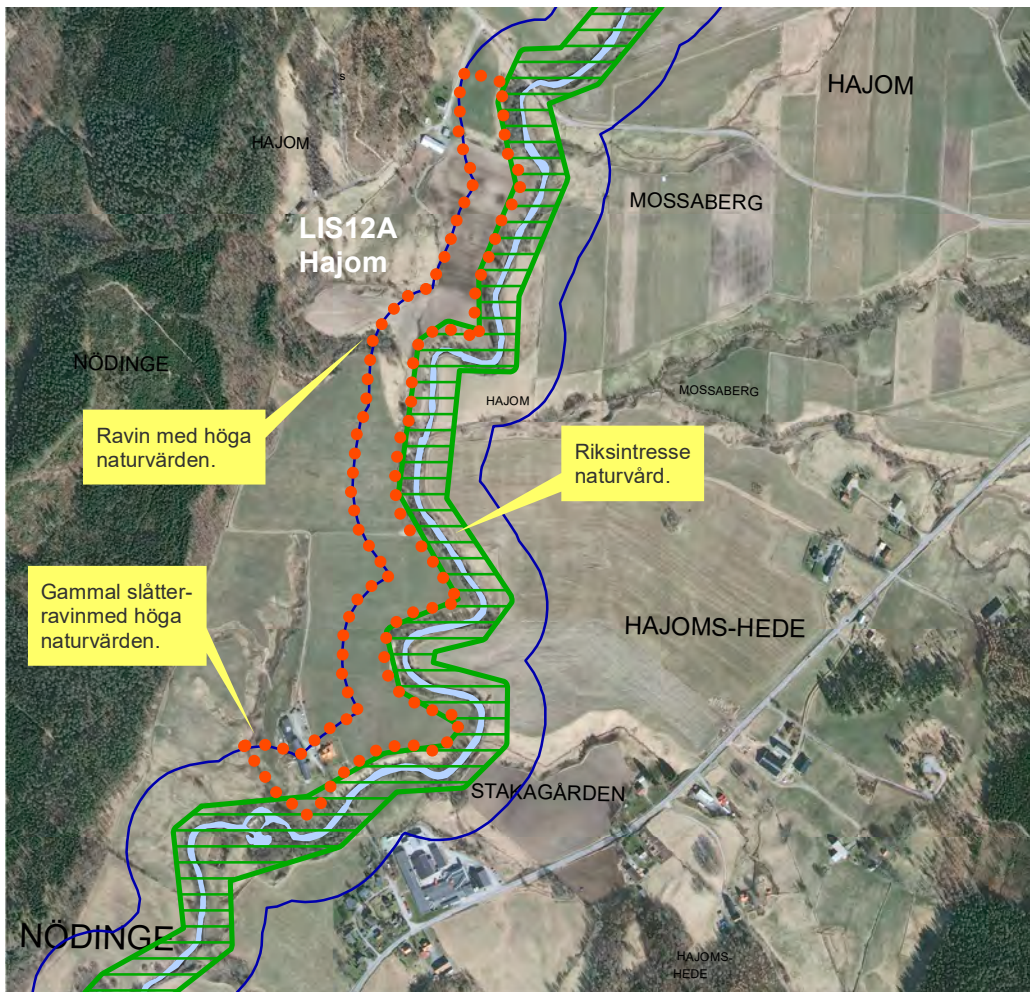 HAJOM
s
HAJOM
MOSSABERG
LIS12A
Hajom
NÖDINGE
MOSSABERG
HAJOM
Ravin med höga
naturvärden.
Riksintresse
naturvård.
Gammal slåtter-
ravinmed höga
naturvärden.
HAJOMS-HEDE
STAKAGÅRDEN
NÖDINGE
HAJOMS-
HEDE